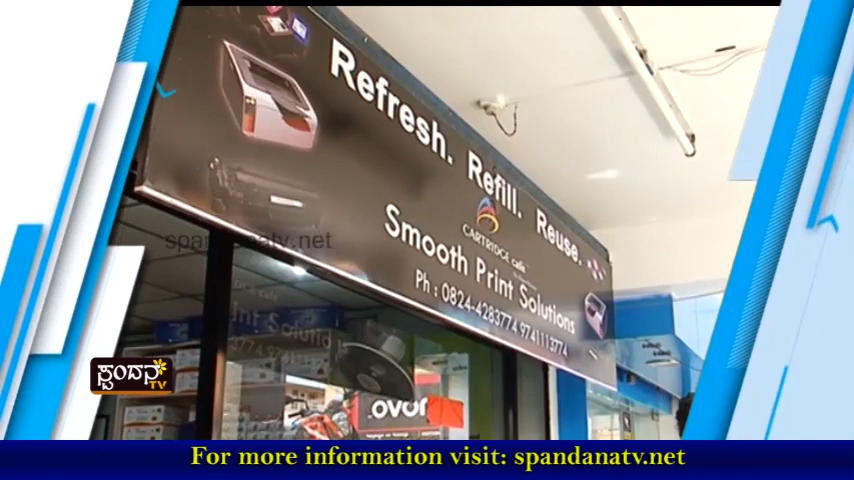 Refresh. Refill. Reuse.
CARTRIDGE cafe
Smooth Print Solutions
Ph : 0824-4283774 9741113774
spandanatv.net
ಸ್ಪಂದನ
TV
For more information visit: spandanatv.net